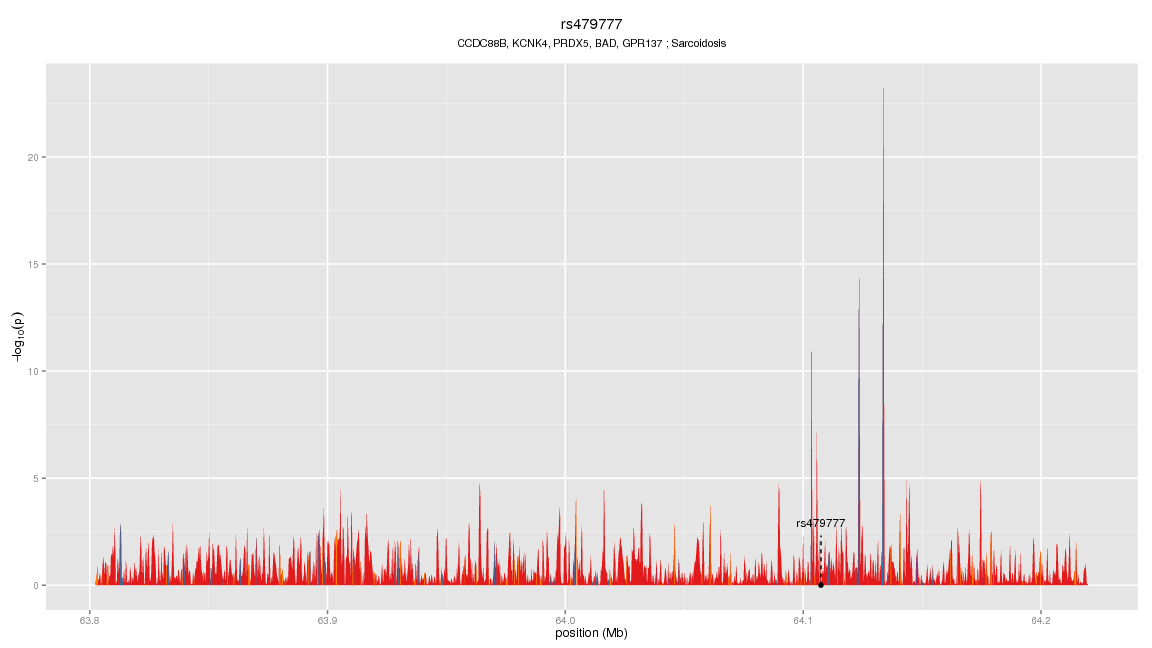 rs479777
CCDC88B, KCNK4, PRDX5, BAD, GPR137 ; Sarcoidosis
20
15
10
5
0
−log10(p)
rs479777
63.8 63.9 64.0 64.1 64.2
position (Mb)